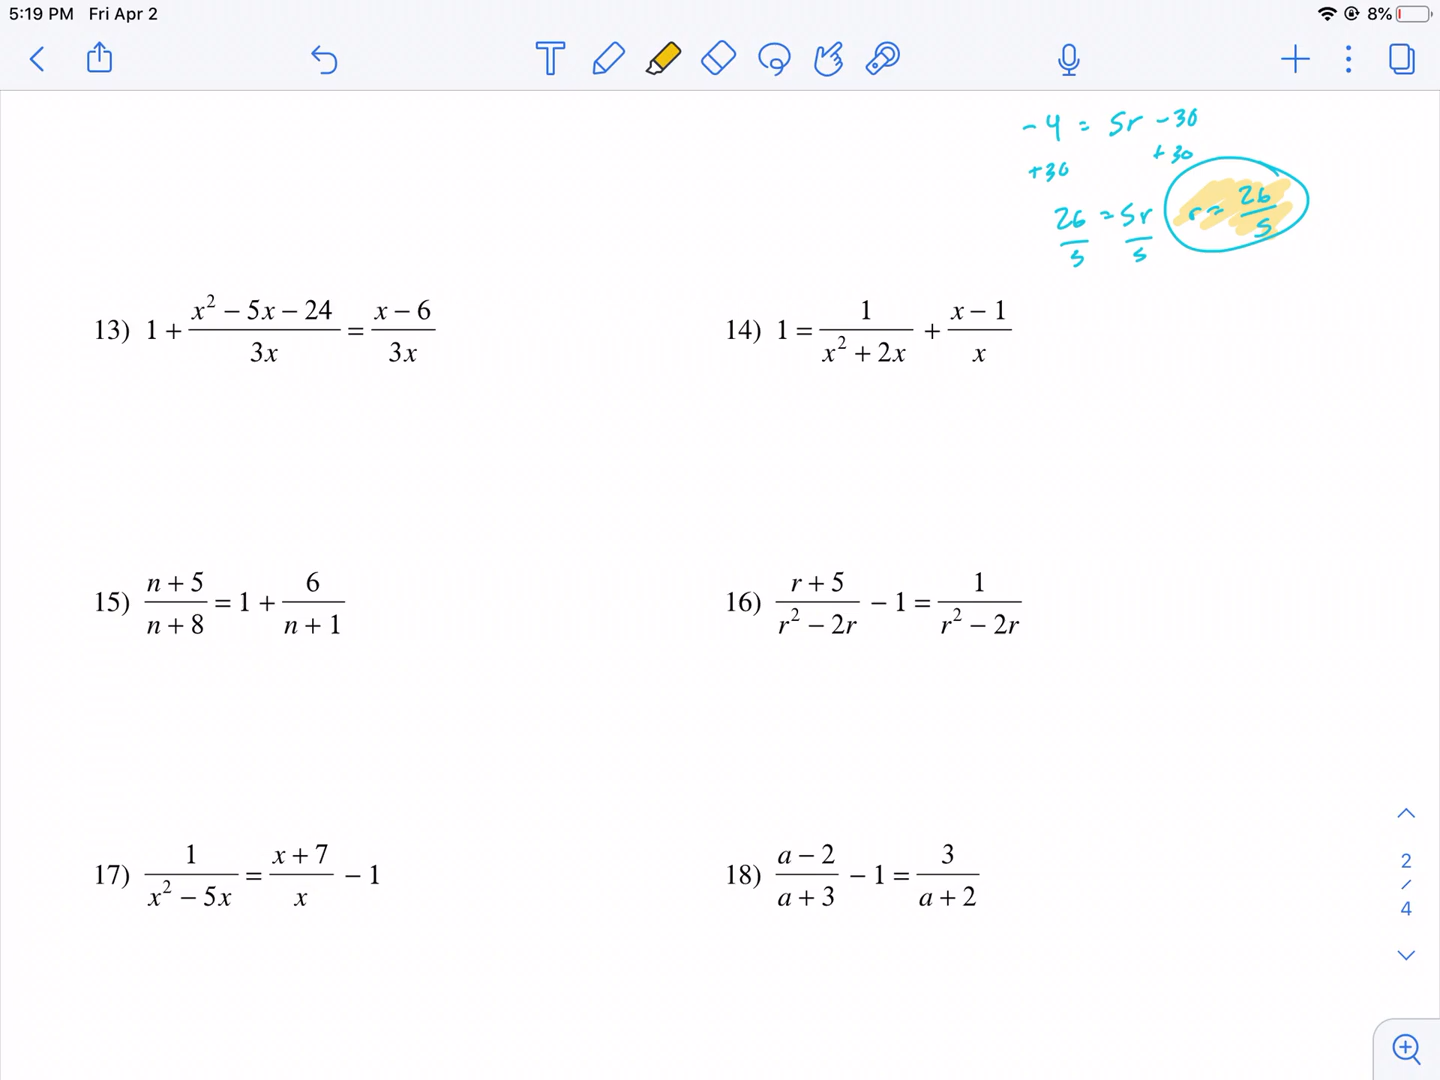 5:19 PM Fri Apr 2 8%
-4 = 5r -30
+30 +30
26 = 5r r = 26/5
5 5
13) 1 + (x² − 5x − 24)/(3x) = (x − 6)/(3x)
14) 1 = 1/(x² + 2x) + (x − 1)/x
15) (n + 5)/(n + 8) = 1 + 6/(n + 1)
16) (r + 5)/(r² − 2r) − 1 = 1/(r² − 2r)
17) 1/(x² − 5x) = (x + 7)/x − 1
18) (a − 2)/(a + 3) − 1 = 3/(a + 2)
2
/
4